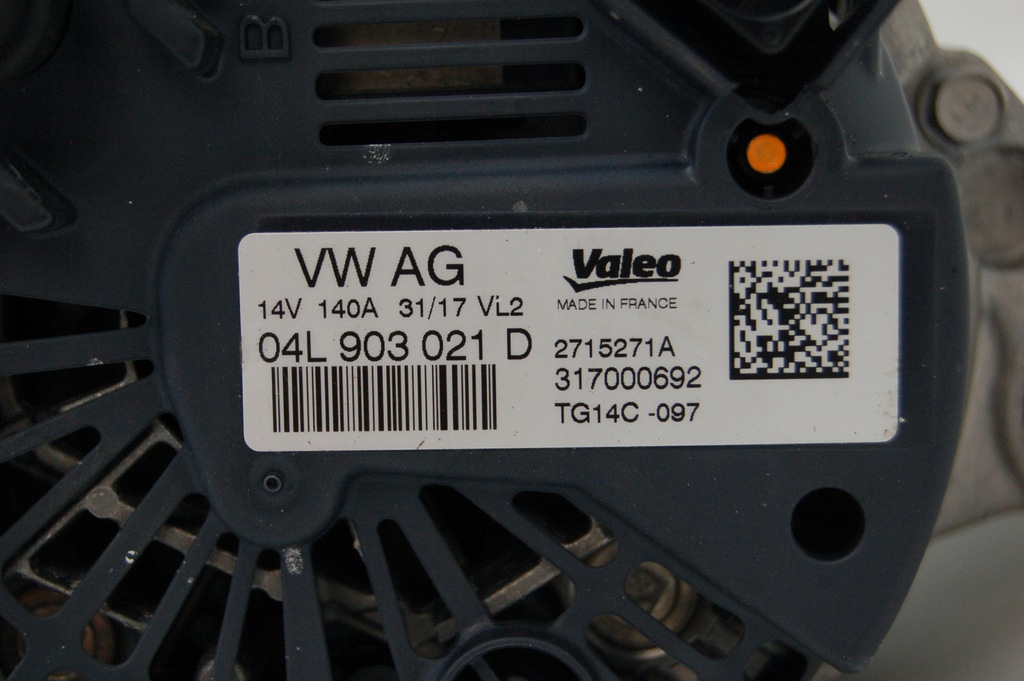 B
VW AG
14V 140A 31/17 VL2
04L 903 021 D
Valeo
MADE IN FRANCE
2715271A
317000692
TG14C -097